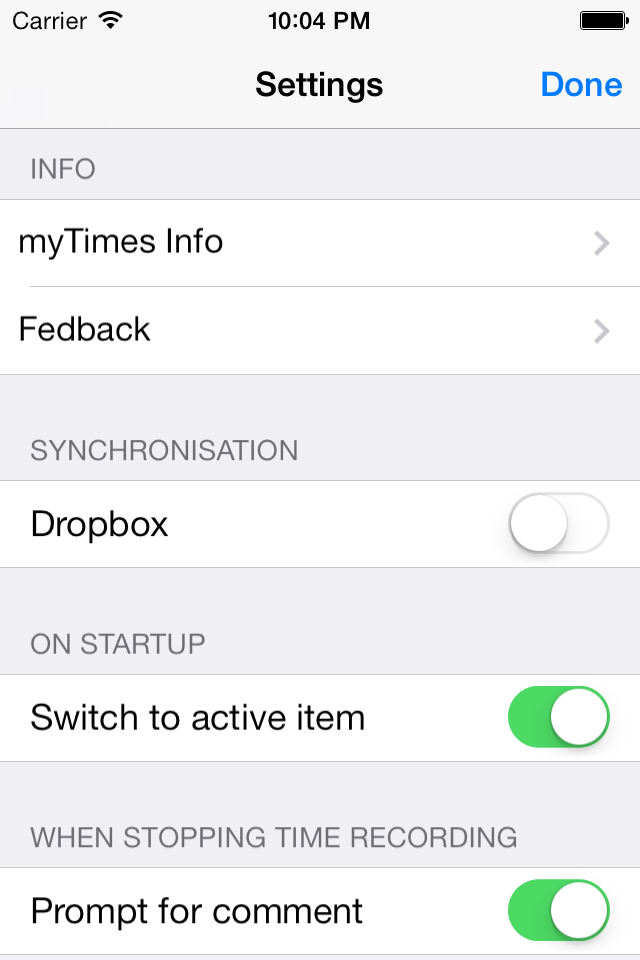 Carrier 10:04 PM
Settings Done
INFO
myTimes Info
Fedback
SYNCHRONISATION
Dropbox
ON STARTUP
Switch to active item
WHEN STOPPING TIME RECORDING
Prompt for comment